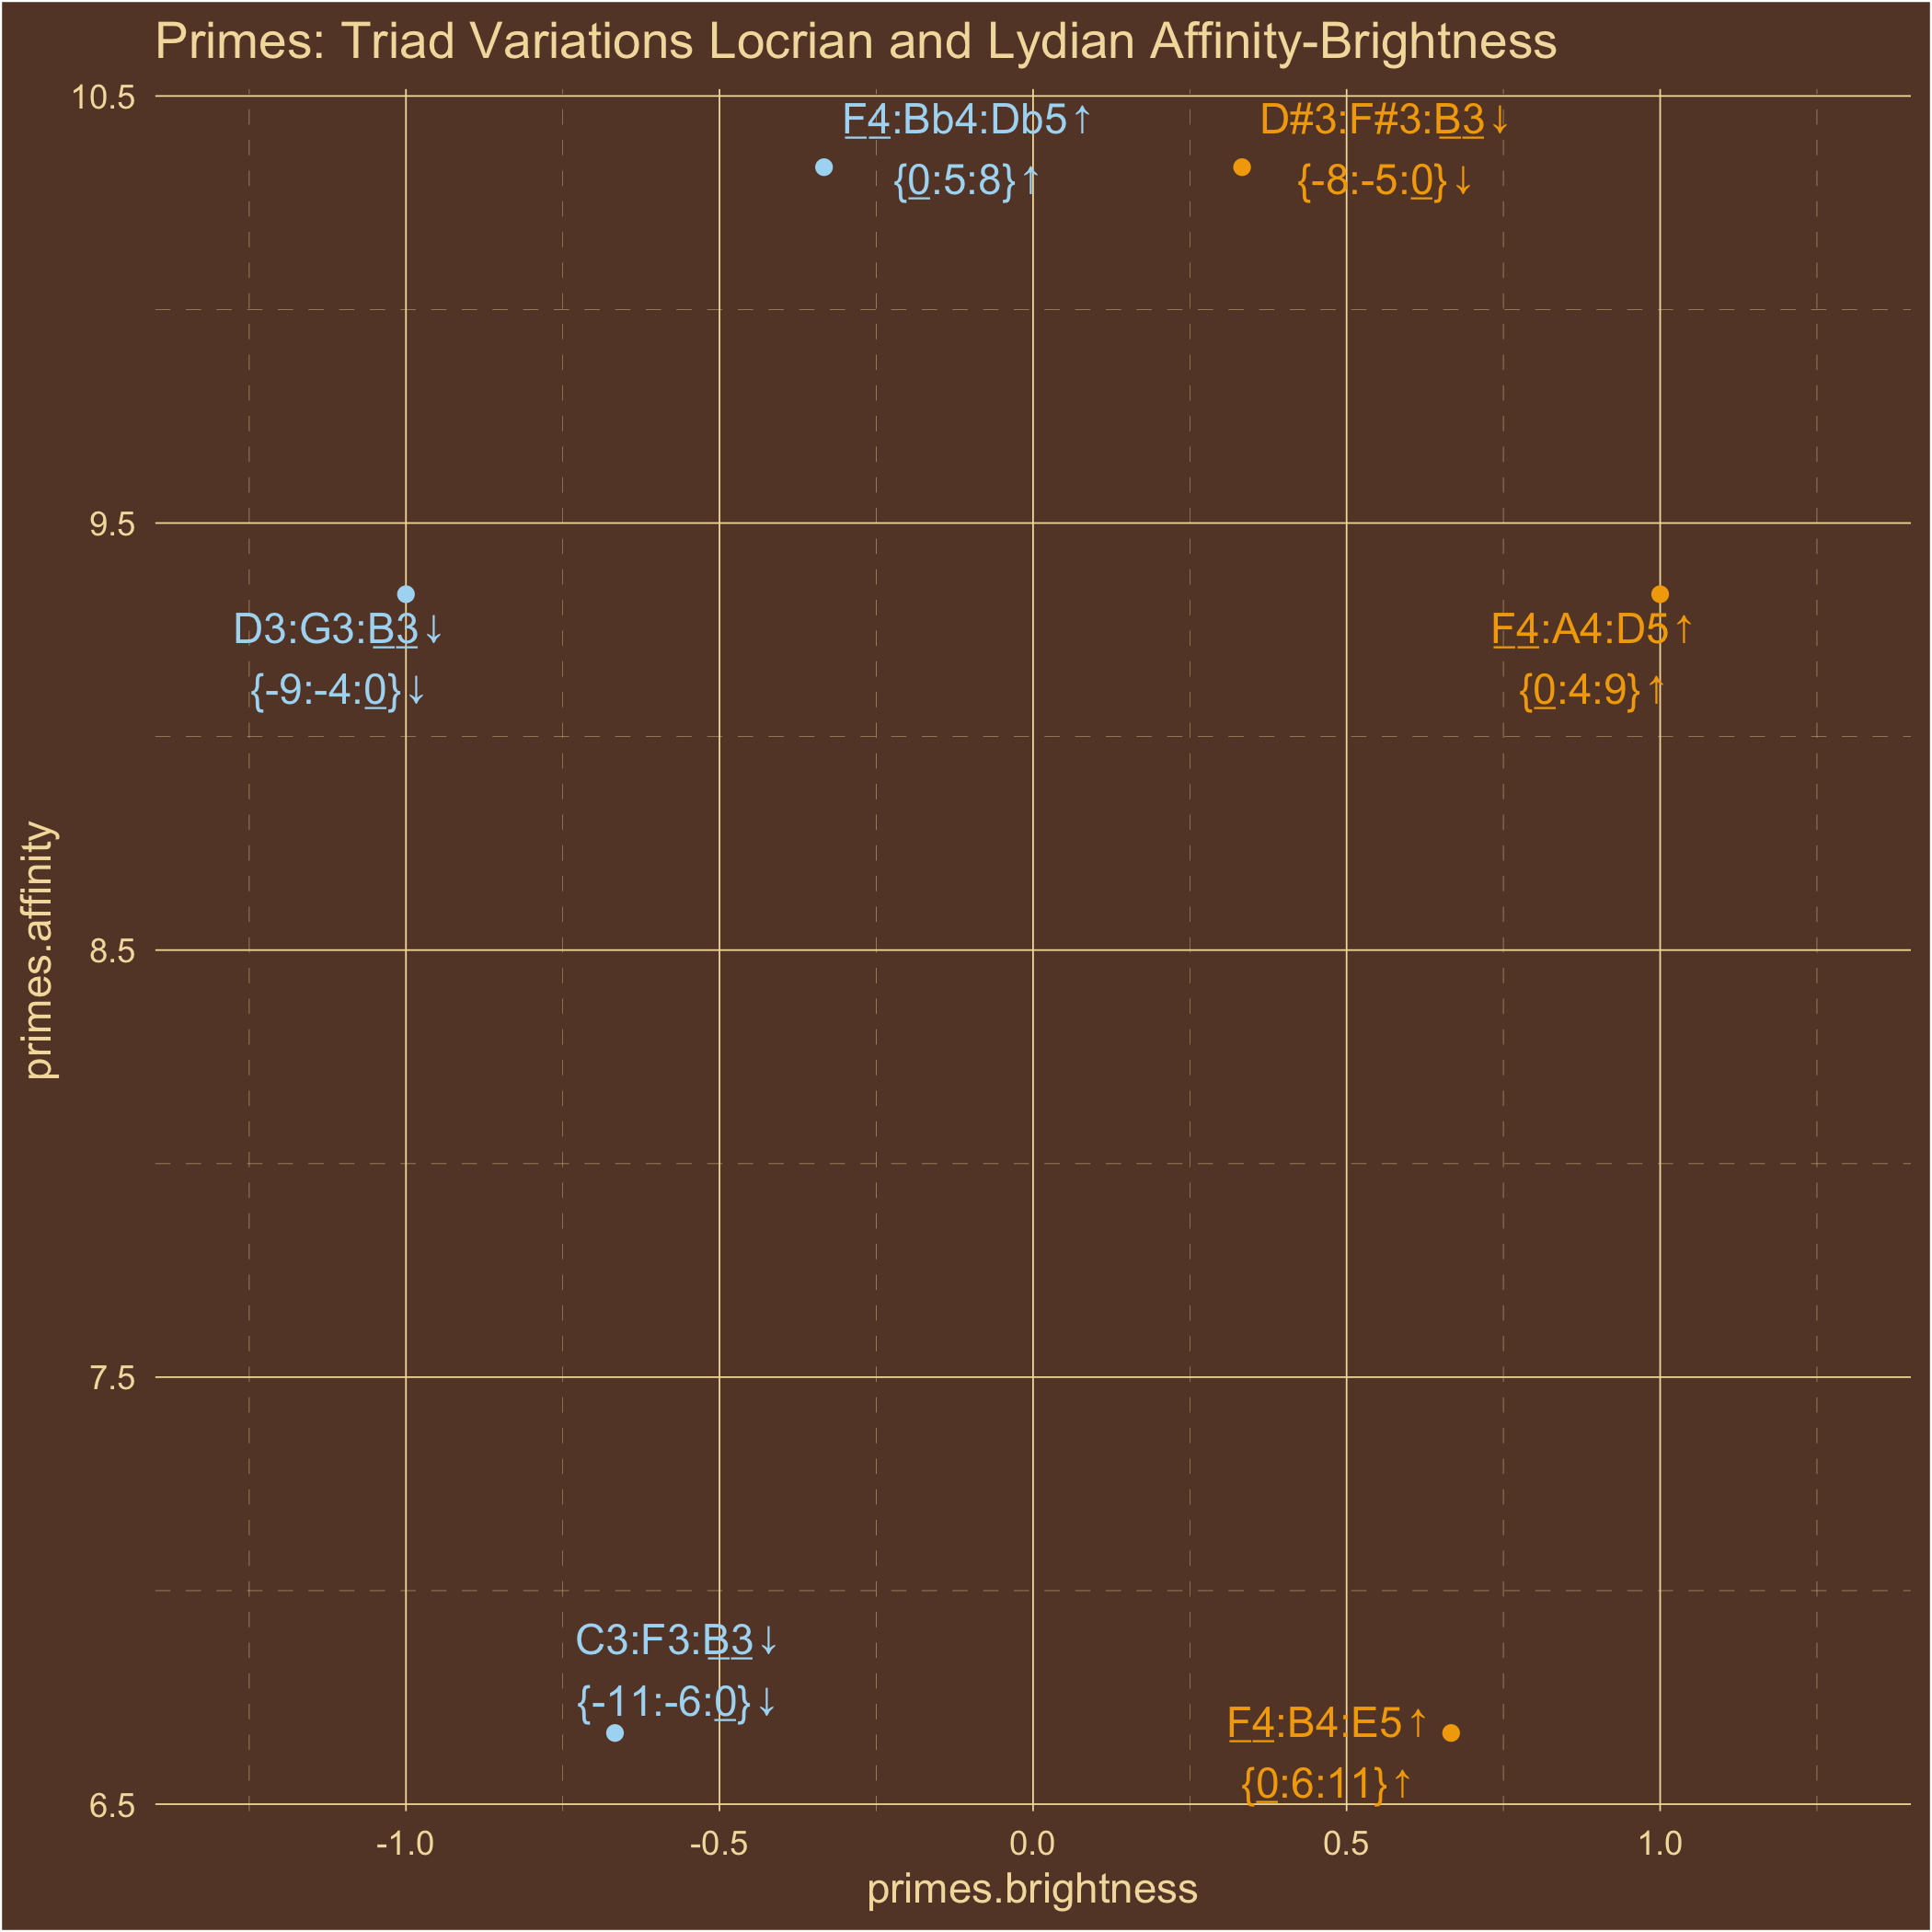 Primes: Triad Variations Locrian and Lydian Affinity-Brightness
10.5
F4:Bb4:Db5↑
{0:5:8}↑
D#3:F#3:B3↓
{-8:-5:0}↓
9.5
D3:G3:B3↓
{-9:-4:0}↓
F4:A4:D5↑
{0:4:9}↑
primes.affinity
8.5
7.5
C3:F3:B3↓
{-11:-6:0}↓
F4:B4:E5↑
{0:6:11}↑
6.5
-1.0 -0.5 0.0 0.5 1.0
primes.brightness